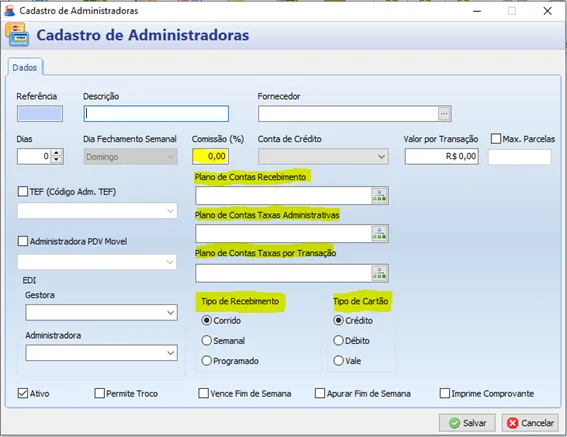 Cadastro de Administradoras
Cadastro de Administradoras
Dados
Referência Descrição Fornecedor
...
Dias Dia Fechamento Semanal Comissão (%) Conta de Crédito Valor por Transação Max. Parcelas
0 Domingo 0,00 R$ 0,00
Plano de Contas Recebimento
TEF (Código Adm. TEF)
Plano de Contas Taxas Administrativas
Administradora PDV Movel
Plano de Contas Taxas por Transação
EDI
Gestora
Tipo de Recebimento Tipo de Cartão
Corrido Crédito
Administradora
Semanal Débito
Programado Vale
Ativo Permite Troco Vence Fim de Semana Apurar Fim de Semana Imprime Comprovante
Salvar Cancelar